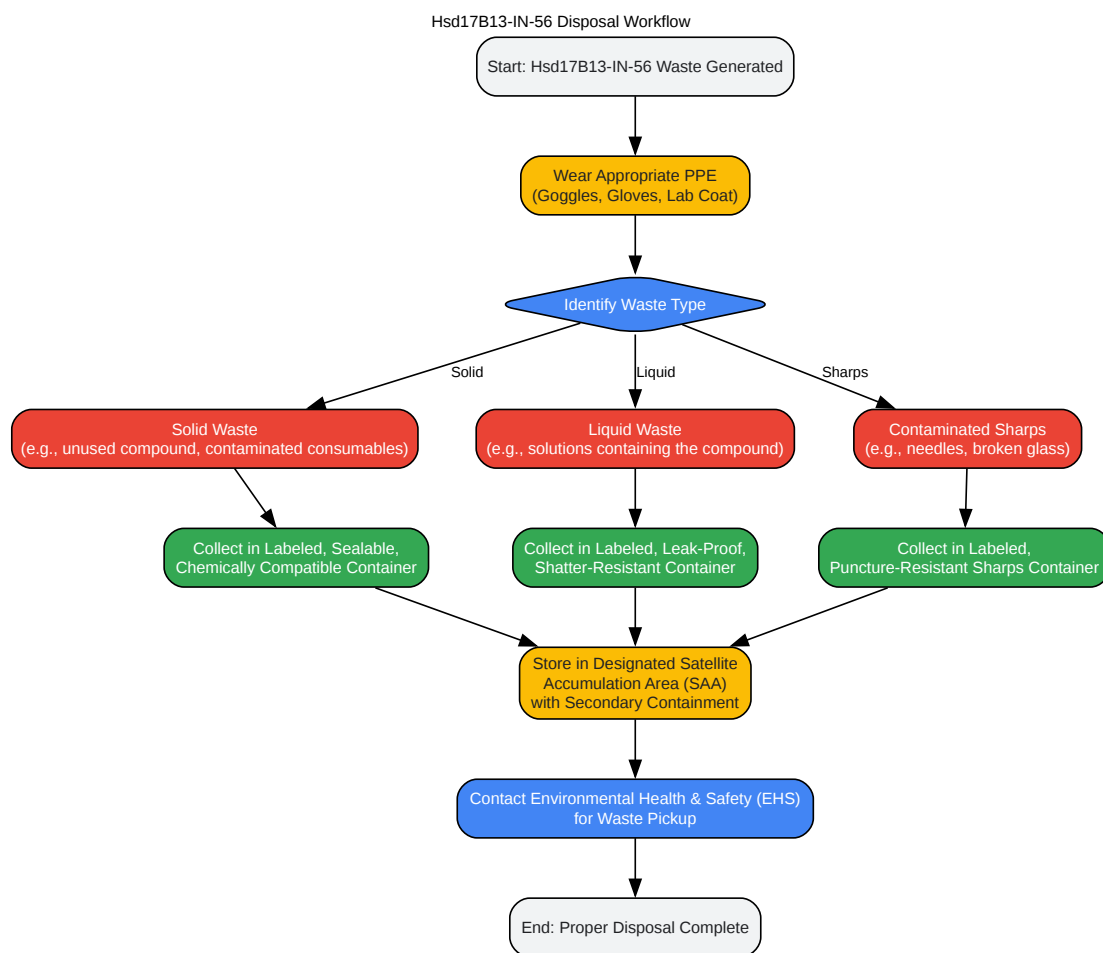 Hsd17B13-IN-56 Disposal Workflow
Start: Hsd17B13-IN-56 Waste Generated
Wear Appropriate PPE
(Goggles, Gloves, Lab Coat)
Identify Waste Type
Solid
Liquid
Sharps
Solid Waste
(e.g., unused compound, contaminated consumables)
Liquid Waste
(e.g., solutions containing the compound)
Contaminated Sharps
(e.g., needles, broken glass)
Collect in Labeled, Sealable,
Chemically Compatible Container
Collect in Labeled, Leak-Proof,
Shatter-Resistant Container
Collect in Labeled,
Puncture-Resistant Sharps Container
Store in Designated Satellite
Accumulation Area (SAA)
with Secondary Containment
Contact Environmental Health & Safety (EHS)
for Waste Pickup
End: Proper Disposal Complete